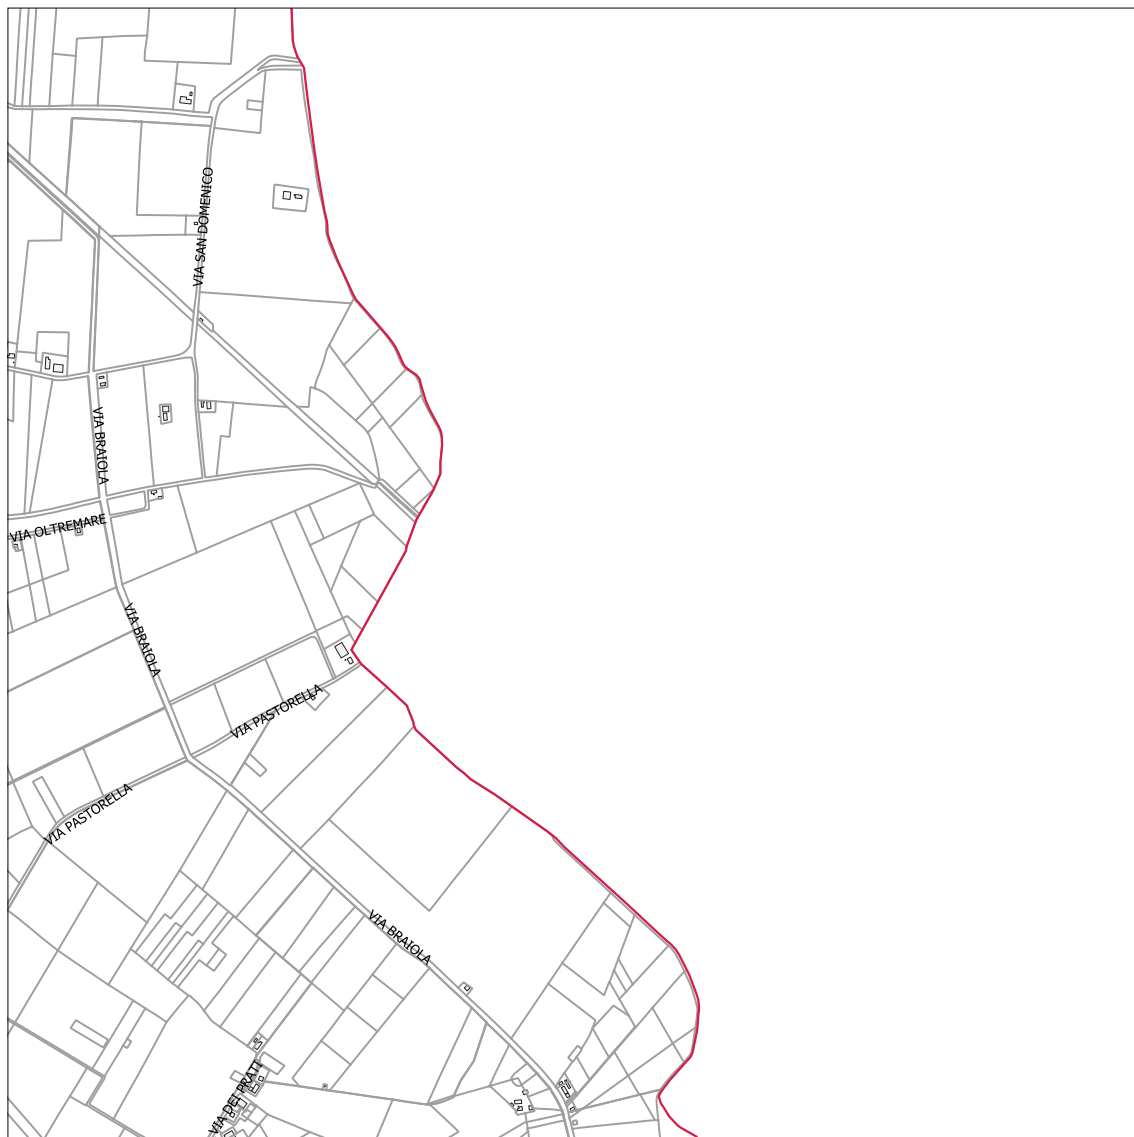 VIA SAN DOMENICO
VIA BRAIOLA
VIA OLTREMARE
VIA BRAIOLA
VIA PASTORELLA
VIA PASTORELLA
VIA BRAIOLA
VIA DEI PRATI